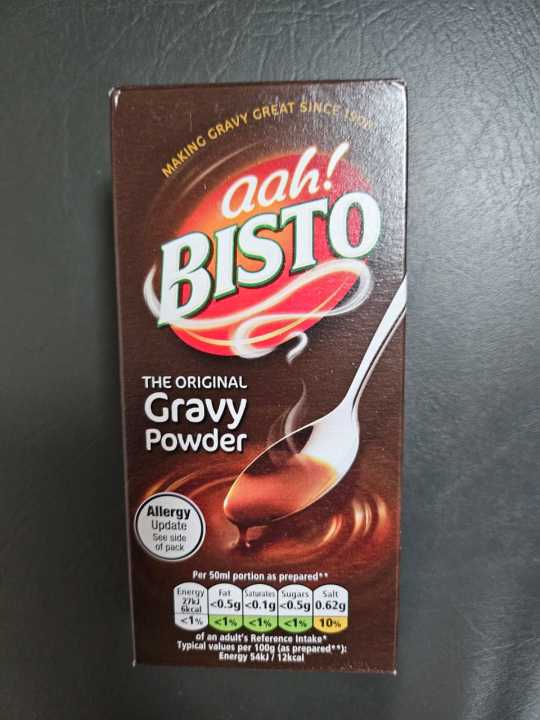 MAKING GRAVY GREAT SINCE
aah!
BISTO
THE ORIGINAL
Gravy
Powder
Allergy
Update
See side
of pack
Per 50ml portion as prepared**
Energy Fat Saturates Sugars Salt
27kJ
6kcal <0.5g <0.1g <0.5g 0.62g
<1% <1% <1% <1% 10%
of an adult's Reference Intake*
Typical values per 100g (as prepared**):
Energy 54kJ / 12kcal